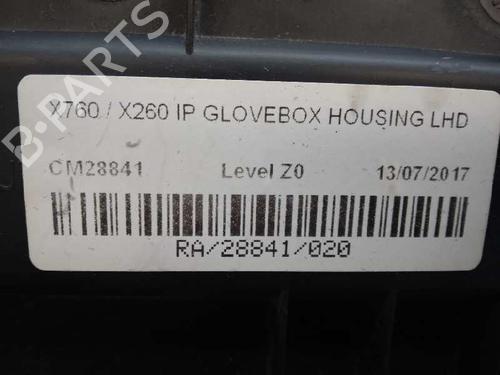 B-PARTS
X760 / X260 IP GLOVEBOX HOUSING LHD
CM28841 Level Z0 13/07/2017
RA/28841/020